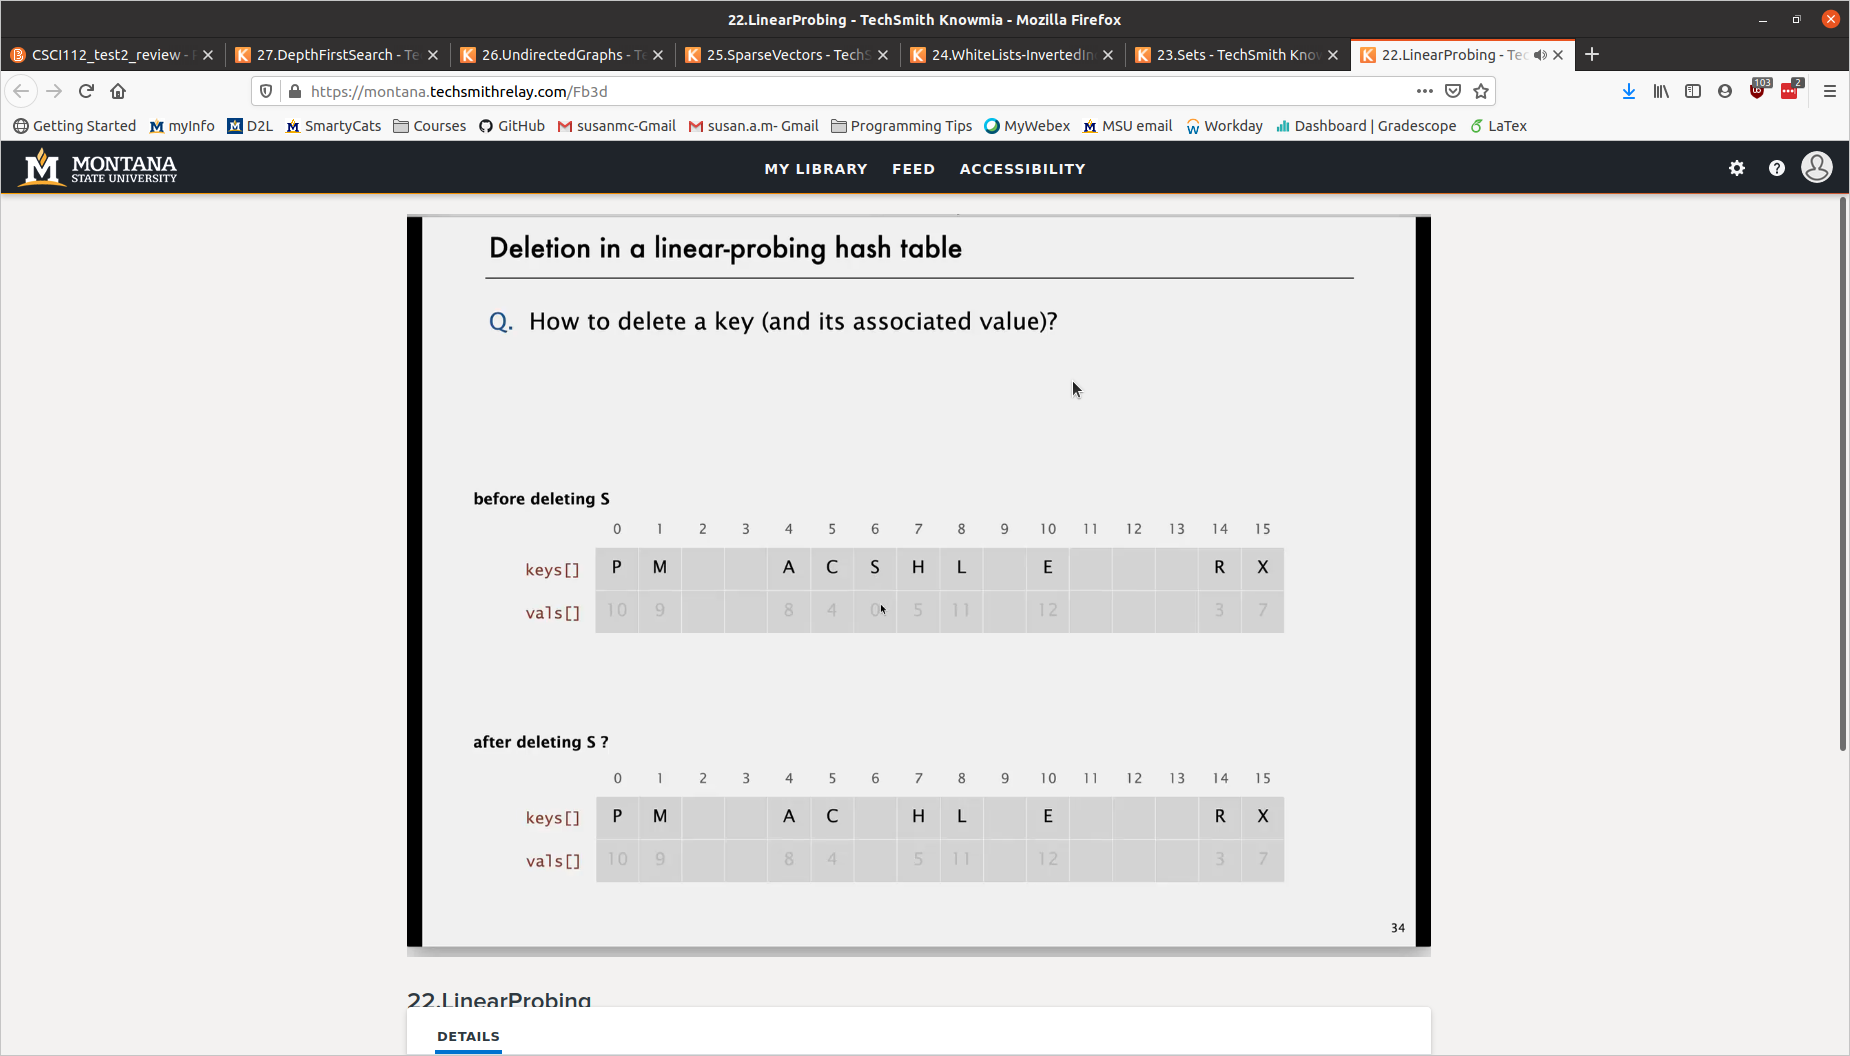 22.LinearProbing - TechSmith Knowmia - Mozilla Firefox
CSCI112_test2_review - 27.DepthFirstSearch - Te 26.UndirectedGraphs - T 25.SparseVectors - TechS 24.WhiteLists-InvertedIn 23.Sets - TechSmith Kno 22.LinearProbing - Tec
https://montana.techsmithrelay.com/Fb3d 103 2
Getting Started myInfo D2L SmartyCats Courses GitHub susanmc-Gmail susan.a.m- Gmail Programming Tips MyWebex MSU email Workday Dashboard | Gradescope LaTex
MONTANA
STATE UNIVERSITY
MY LIBRARY FEED ACCESSIBILITY
Deletion in a linear-probing hash table
Q. How to delete a key (and its associated value)?
before deleting S
0 1 2 3 4 5 6 7 8 9 10 11 12 13 14 15
keys[] P M A C S H L E R X
vals[] 10 9 8 4 0 5 11 12 3 7
after deleting S ?
0 1 2 3 4 5 6 7 8 9 10 11 12 13 14 15
keys[] P M A C H L E R X
vals[] 10 9 8 4 5 11 12 3 7
34
22.LinearProbing
DETAILS